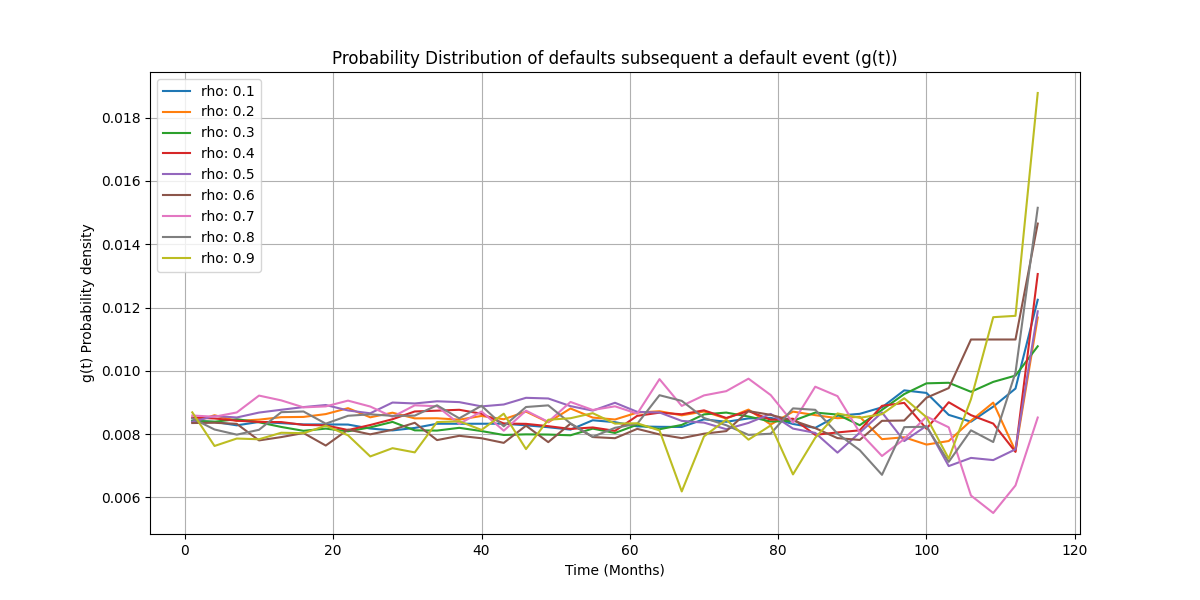 Probability Distribution of defaults subsequent a default event (g(t))
rho: 0.1
rho: 0.2
rho: 0.3
rho: 0.4
rho: 0.5
rho: 0.6
rho: 0.7
rho: 0.8
rho: 0.9
g(t) Probability density
0.018
0.016
0.014
0.012
0.010
0.008
0.006
0 20 40 60 80 100 120
Time (Months)